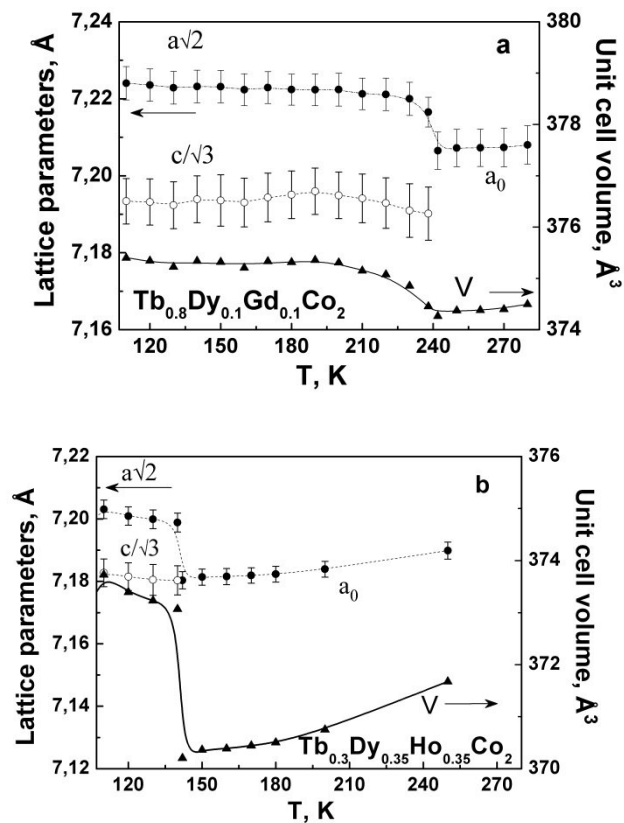 7,24
380
a√2
a
7,22
378
c/√3
7,20
a₀
376
7,18
V
Tb₀.₈Dy₀.₁Gd₀.₁Co₂
7,16
374
120 150 180 210 240 270
T, K
Lattice parameters, Å
Unit cell volume, Å³
7,22
376
a√2
b
7,20
c/√3
374
7,18
a₀
7,16
372
7,14
V
Tb₀.₃Dy₀.₃₅Ho₀.₃₅Co₂
7,12
370
120 150 180 210 240 270
T, K
Lattice parameters, Å
Unit cell volume, Å³